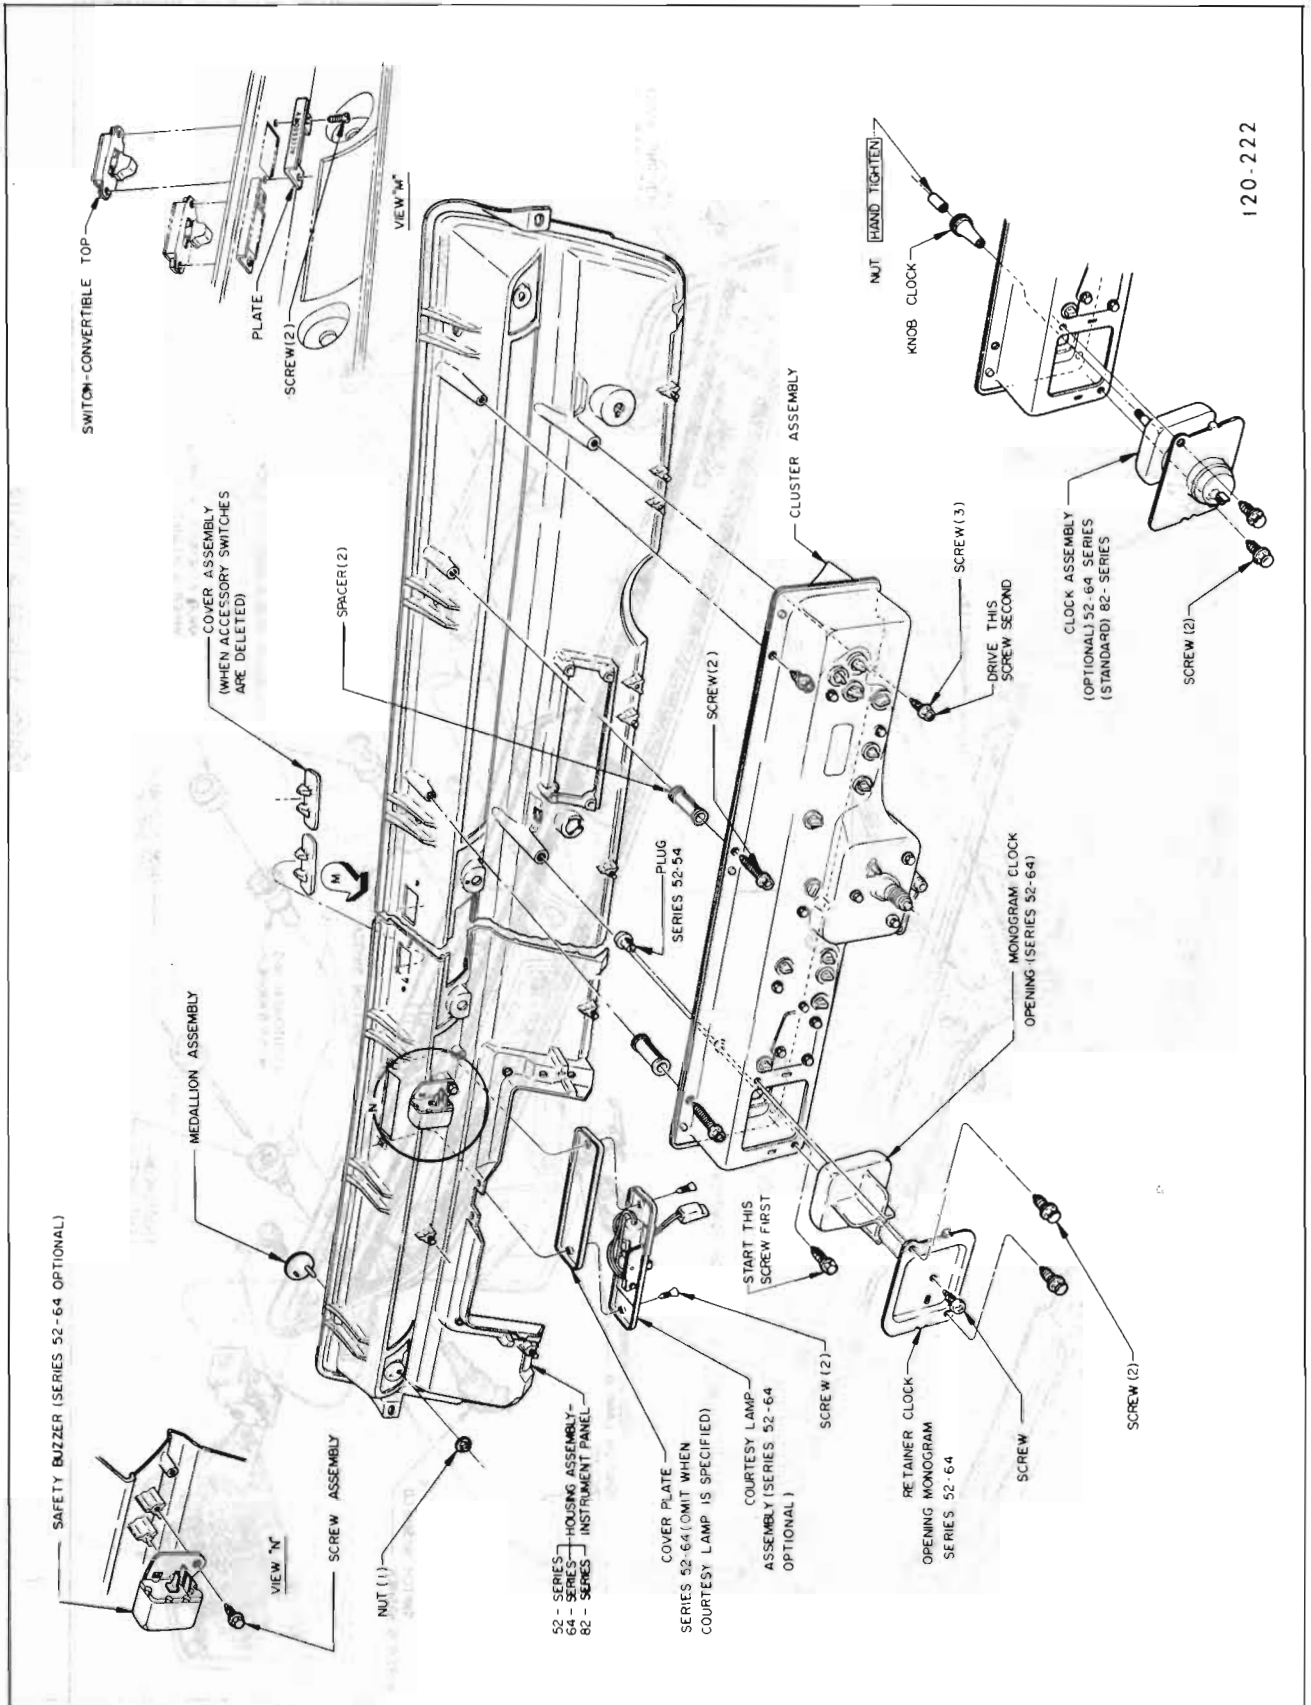 SAFETY BUZZER (SERIES 52-64 OPTIONAL)
VIEW "N"
SCREW ASSEMBLY
MEDALLION ASSEMBLY
COVER ASSEMBLY
(WHEN ACCESSORY SWITCHES
ARE DELETED)
SWITCH-CONVERTIBLE TOP
PLATE
SCREW(2)
ACCESSORY
VIEW "M"
M
N
SPACER(2)
NUT (1)
52 - SERIES
64 - SERIES
82 - SERIES
HOUSING ASSEMBLY-
INSTRUMENT PANEL
COVER PLATE
SERIES 52-64 (OMIT WHEN
COURTESY LAMP IS SPECIFIED)
COURTESY LAMP
ASSEMBLY (SERIES 52-64
OPTIONAL)
SCREW (2)
START THIS
SCREW FIRST
PLUG
SERIES 52-54
SCREW(2)
CLUSTER ASSEMBLY
SCREW(3)
DRIVE THIS
SCREW SECOND
MONOGRAM CLOCK
OPENING (SERIES 52-64)
RETAINER CLOCK
OPENING MONOGRAM
SERIES 52-64
SCREW
SCREW (2)
NUT HAND TIGHTEN
KNOB CLOCK
CLOCK ASSEMBLY
(OPTIONAL) 52-64 SERIES
(STANDARD) 82-SERIES
SCREW (2)
120-222